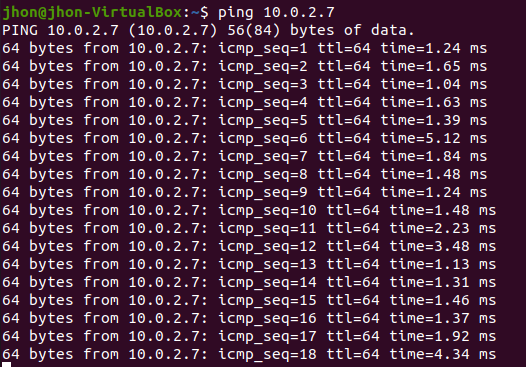 jhon@jhon-VirtualBox:~$ ping 10.0.2.7
PING 10.0.2.7 (10.0.2.7) 56(84) bytes of data.
64 bytes from 10.0.2.7: icmp_seq=1 ttl=64 time=1.24 ms
64 bytes from 10.0.2.7: icmp_seq=2 ttl=64 time=1.65 ms
64 bytes from 10.0.2.7: icmp_seq=3 ttl=64 time=1.04 ms
64 bytes from 10.0.2.7: icmp_seq=4 ttl=64 time=1.63 ms
64 bytes from 10.0.2.7: icmp_seq=5 ttl=64 time=1.39 ms
64 bytes from 10.0.2.7: icmp_seq=6 ttl=64 time=5.12 ms
64 bytes from 10.0.2.7: icmp_seq=7 ttl=64 time=1.84 ms
64 bytes from 10.0.2.7: icmp_seq=8 ttl=64 time=1.48 ms
64 bytes from 10.0.2.7: icmp_seq=9 ttl=64 time=1.24 ms
64 bytes from 10.0.2.7: icmp_seq=10 ttl=64 time=1.48 ms
64 bytes from 10.0.2.7: icmp_seq=11 ttl=64 time=2.23 ms
64 bytes from 10.0.2.7: icmp_seq=12 ttl=64 time=3.48 ms
64 bytes from 10.0.2.7: icmp_seq=13 ttl=64 time=1.13 ms
64 bytes from 10.0.2.7: icmp_seq=14 ttl=64 time=1.31 ms
64 bytes from 10.0.2.7: icmp_seq=15 ttl=64 time=1.46 ms
64 bytes from 10.0.2.7: icmp_seq=16 ttl=64 time=1.37 ms
64 bytes from 10.0.2.7: icmp_seq=17 ttl=64 time=1.92 ms
64 bytes from 10.0.2.7: icmp_seq=18 ttl=64 time=4.34 ms